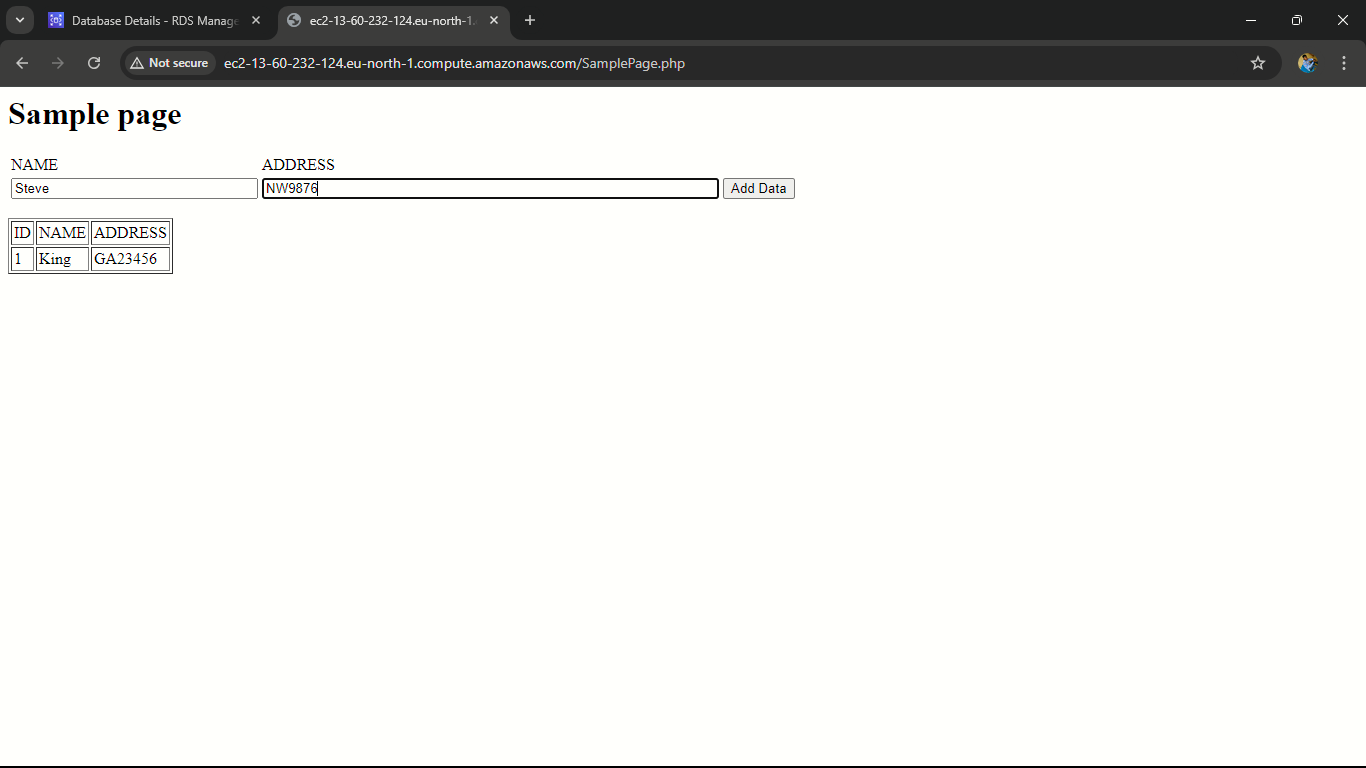 Database Details - RDS Manage
ec2-13-60-232-124.eu-north-1.
Not secure
ec2-13-60-232-124.eu-north-1.compute.amazonaws.com/SamplePage.php
Sample page
NAME ADDRESS
Steve NW9876 Add Data
ID NAME ADDRESS
1 King GA23456